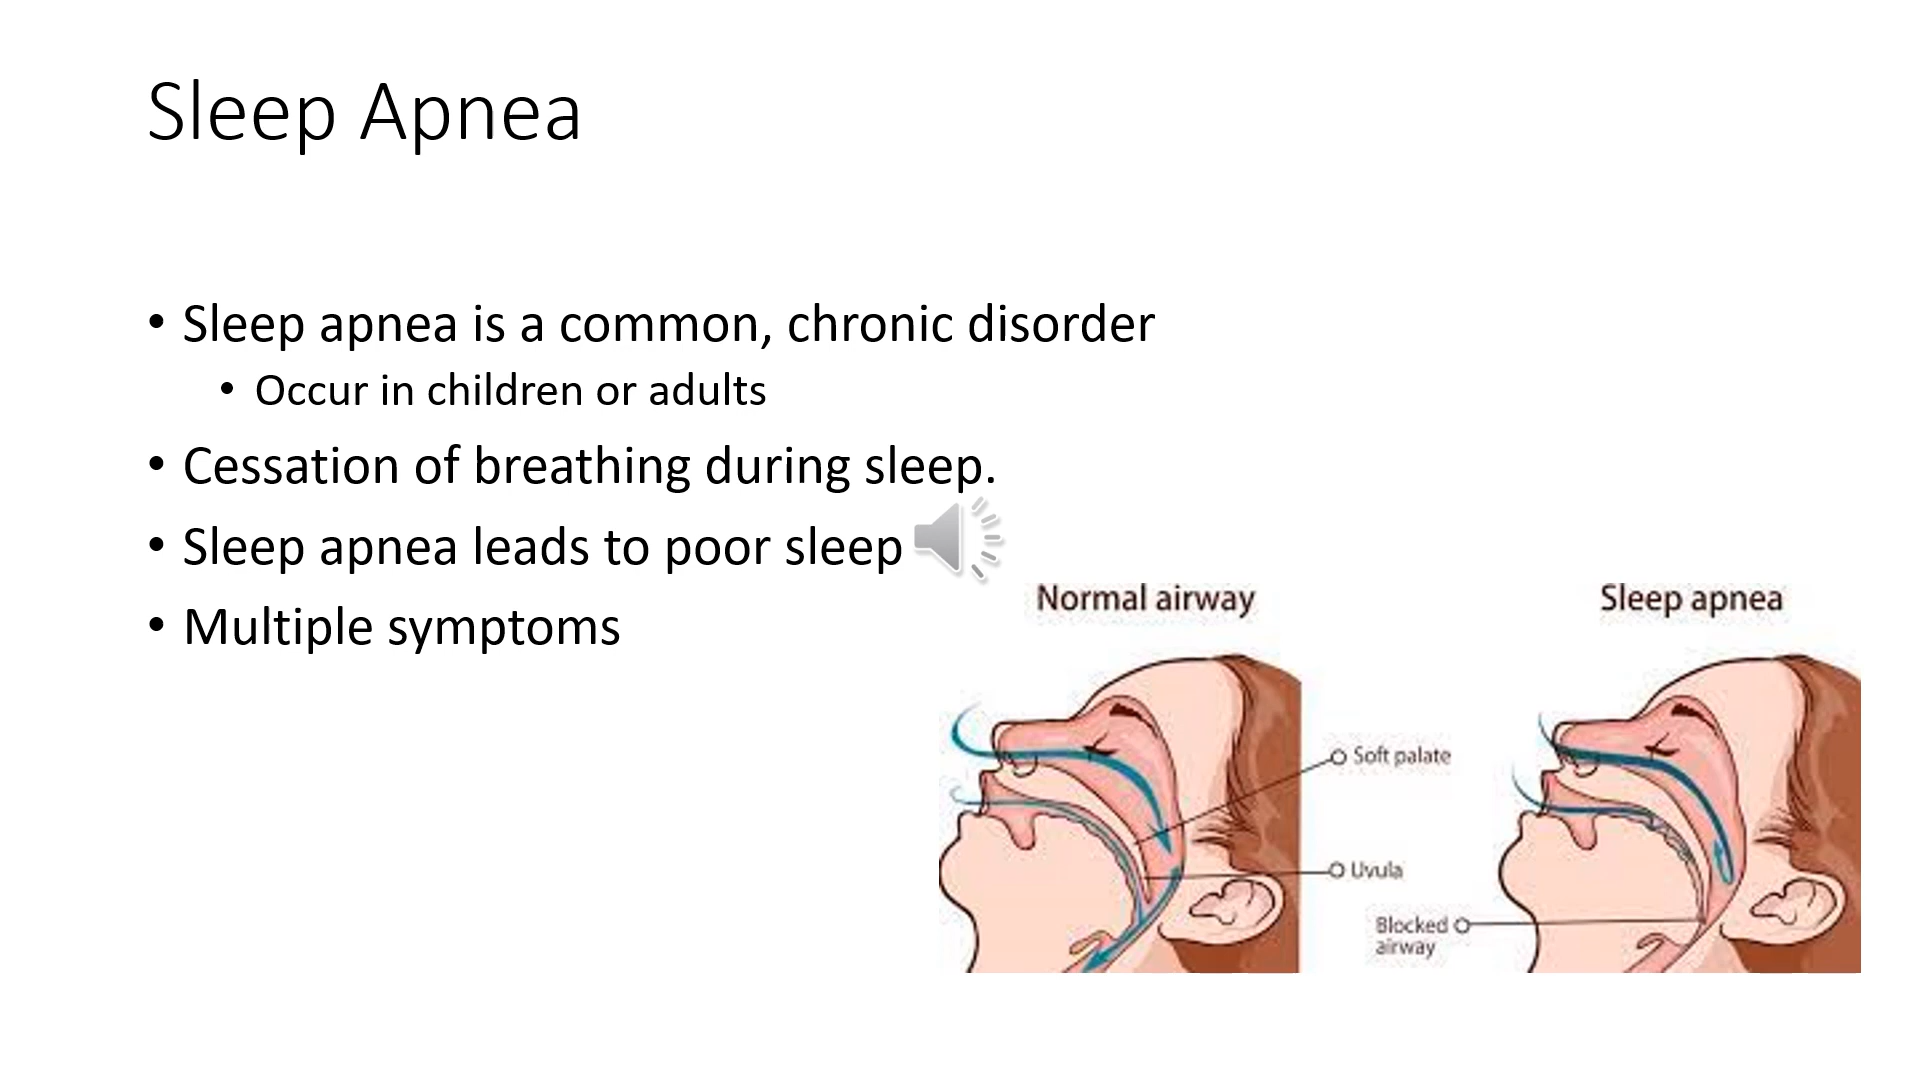 Sleep Apnea
• Sleep apnea is a common, chronic disorder
• Occur in children or adults
• Cessation of breathing during sleep.
• Sleep apnea leads to poor sleep
• Multiple symptoms
Normal airway
Sleep apnea
Soft palate
Uvula
Blocked
airway